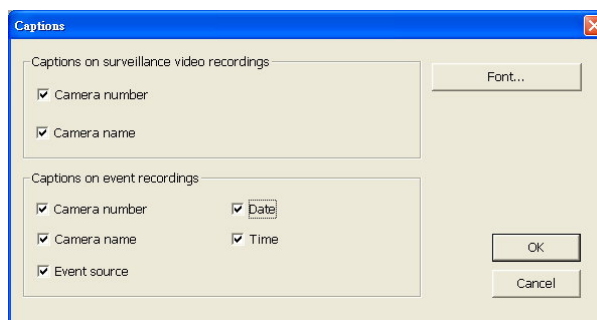 Captions
Captions on surveillance video recordings
Font...
Camera number
Camera name
Captions on event recordings
Camera number
Date
Camera name
Time
Event source
OK
Cancel